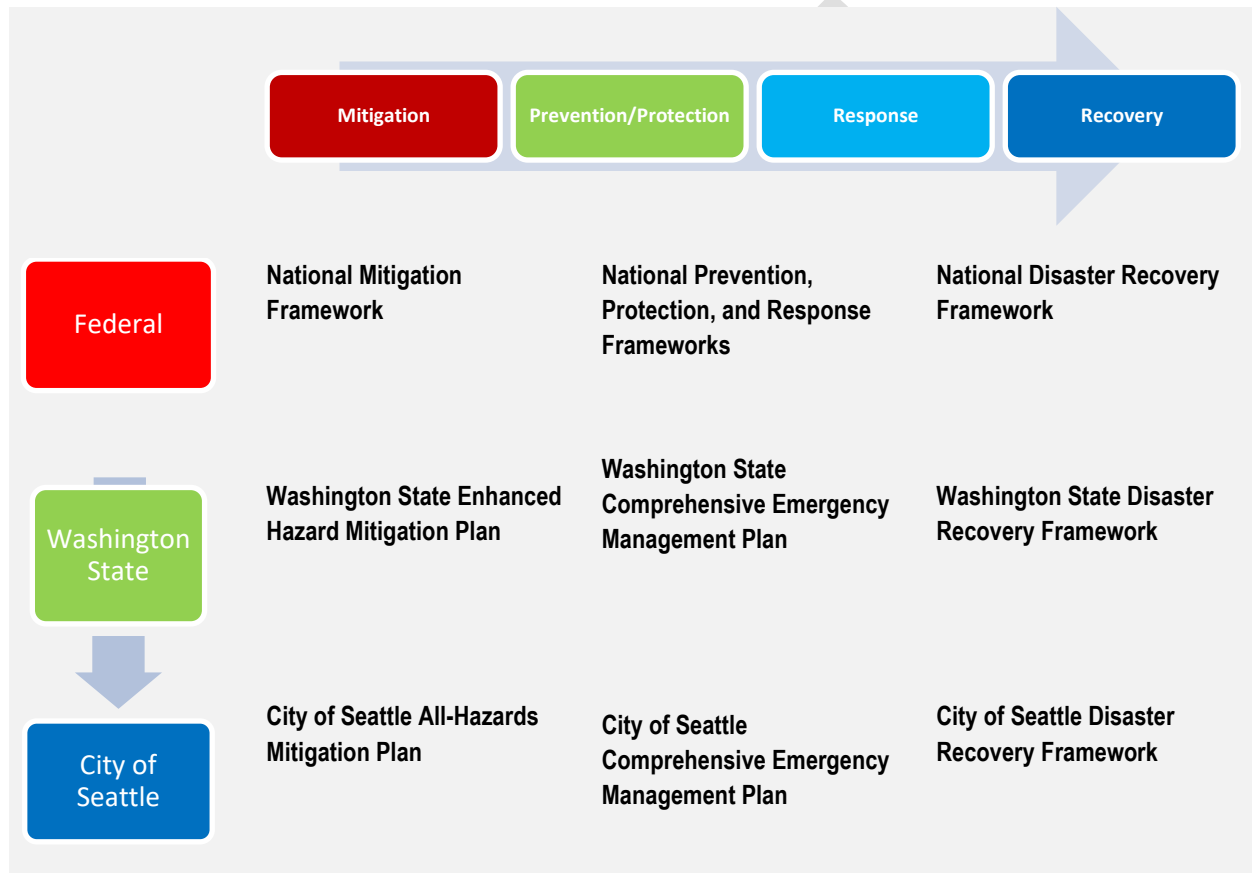 Mitigation
Prevention/Protection
Response
Recovery
Federal
National Mitigation
Framework
National Prevention,
Protection, and Response
Frameworks
National Disaster Recovery
Framework
Washington
State
Washington State Enhanced
Hazard Mitigation Plan
Washington State
Comprehensive Emergency
Management Plan
Washington State Disaster
Recovery Framework
City of
Seattle
City of Seattle All-Hazards
Mitigation Plan
City of Seattle
Comprehensive Emergency
Management Plan
City of Seattle Disaster
Recovery Framework